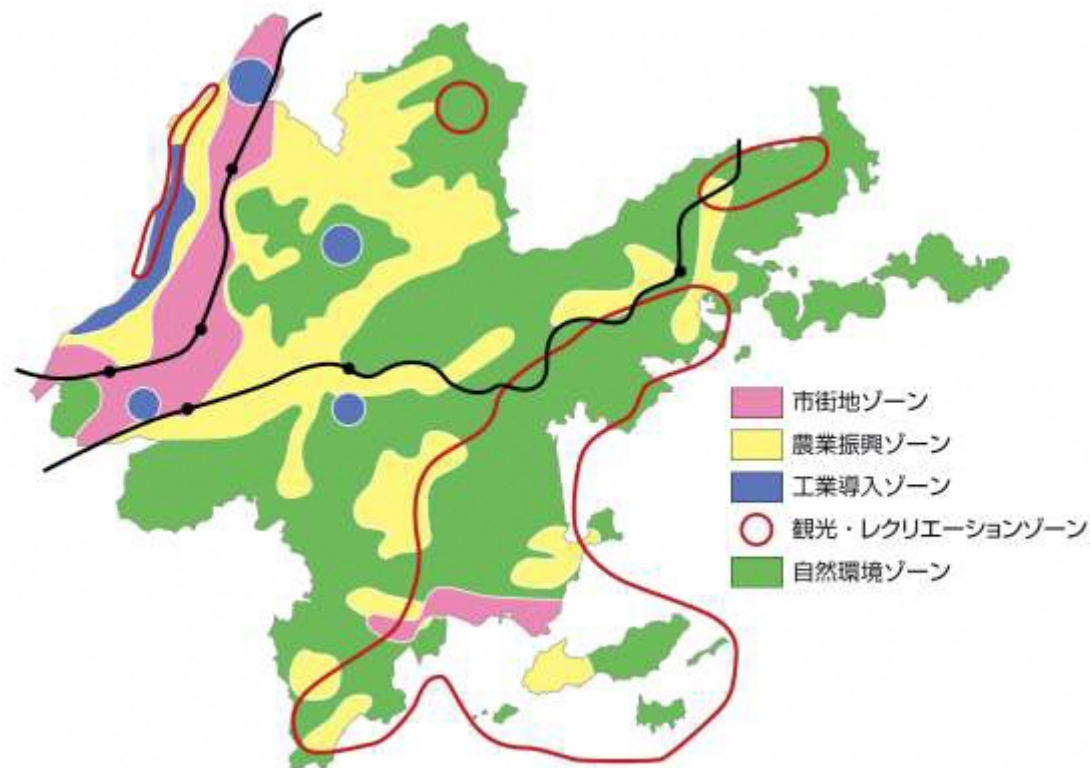 市街地ゾーン
農業振興ゾーン
工業導入ゾーン
観光・レクリエーションゾーン
自然環境ゾーン